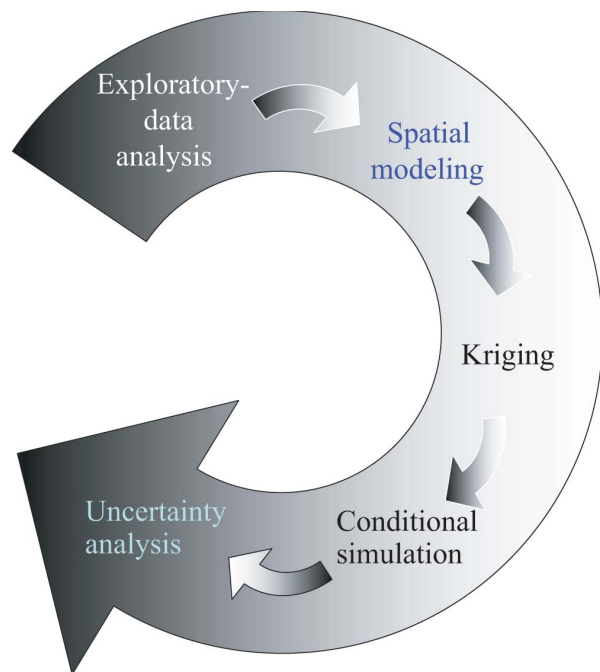 Exploratory-
data
analysis
Spatial
modeling
Kriging
Conditional
simulation
Uncertainty
analysis